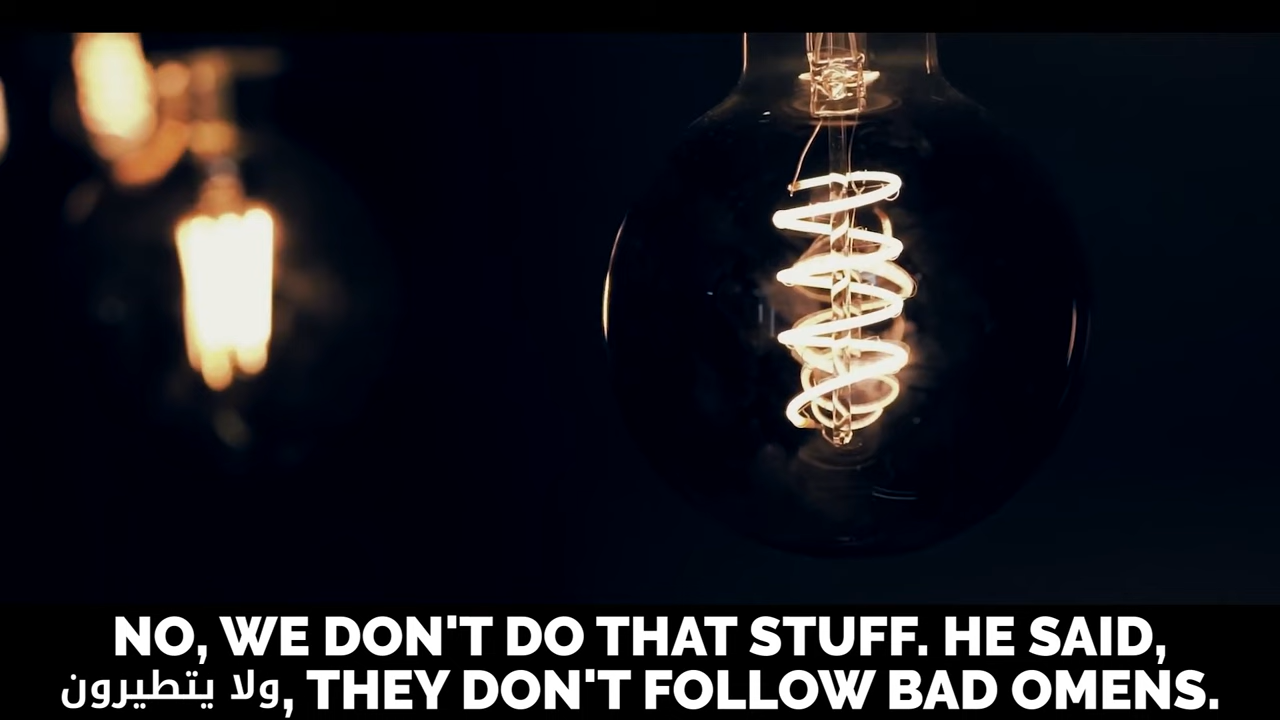 NO, WE DON'T DO THAT STUFF. HE SAID,
ولا يتطيرون, THEY DON'T FOLLOW BAD OMENS.